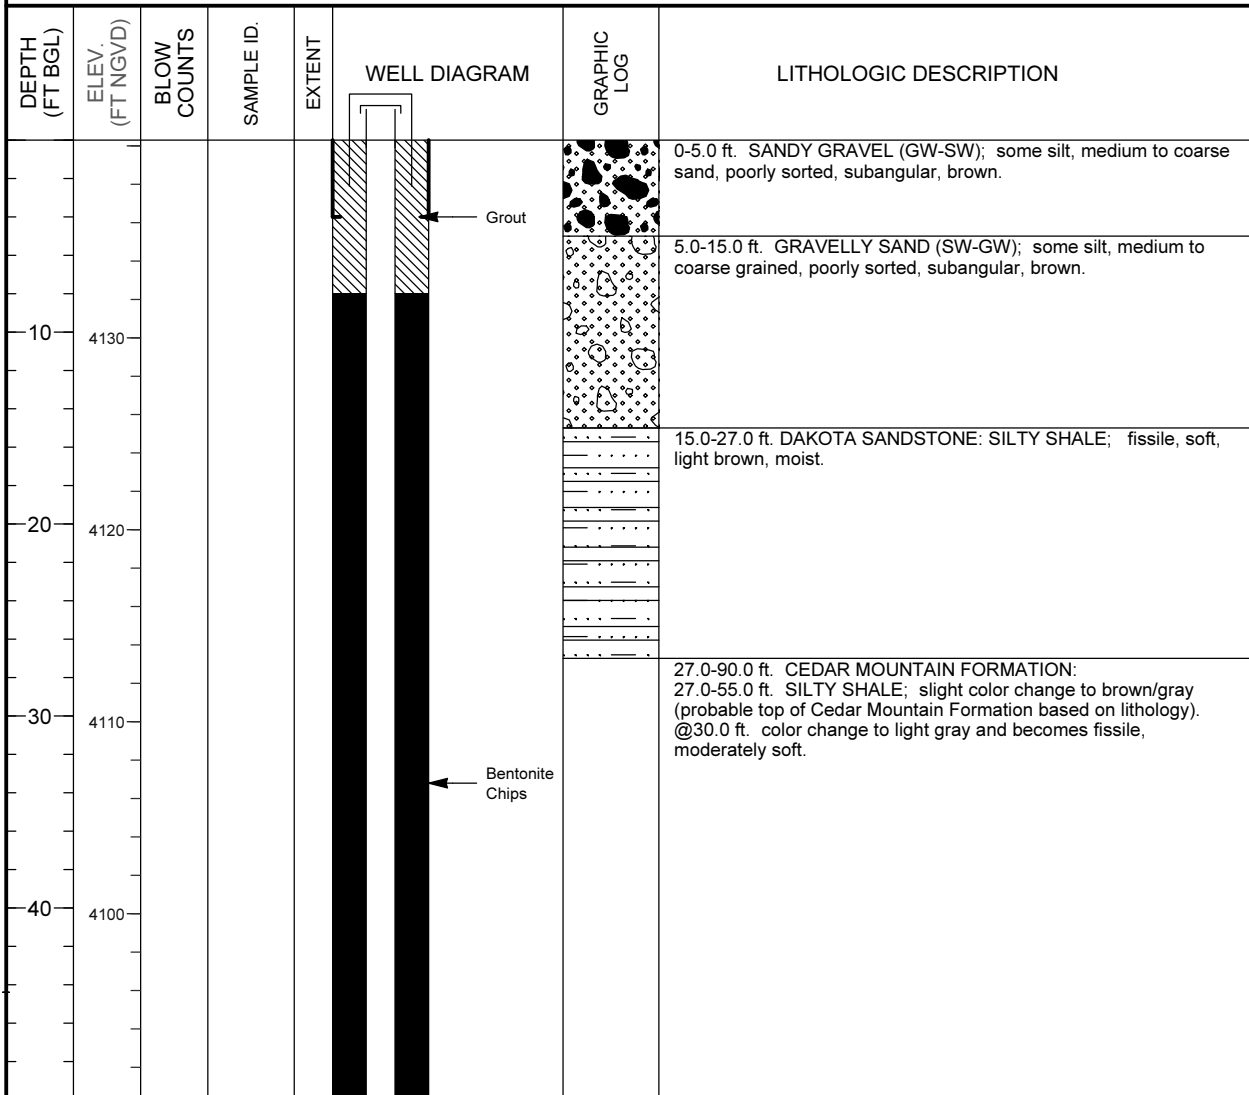 DEPTH
(FT BGL)
ELEV.
(FT NGVD)
BLOW
COUNTS
SAMPLE ID.
EXTENT
WELL DIAGRAM
GRAPHIC
LOG
LITHOLOGIC DESCRIPTION
0-5.0 ft. SANDY GRAVEL (GW-SW); some silt, medium to coarse
sand, poorly sorted, subangular, brown.
Grout
5.0-15.0 ft. GRAVELLY SAND (SW-GW); some silt, medium to
coarse grained, poorly sorted, subangular, brown.
10
4130
15.0-27.0 ft. DAKOTA SANDSTONE: SILTY SHALE; fissile, soft,
light brown, moist.
20
4120
27.0-90.0 ft. CEDAR MOUNTAIN FORMATION:
27.0-55.0 ft. SILTY SHALE; slight color change to brown/gray
(probable top of Cedar Mountain Formation based on lithology).
@30.0 ft. color change to light gray and becomes fissile,
moderately soft.
30
4110
Bentonite
Chips
40
4100